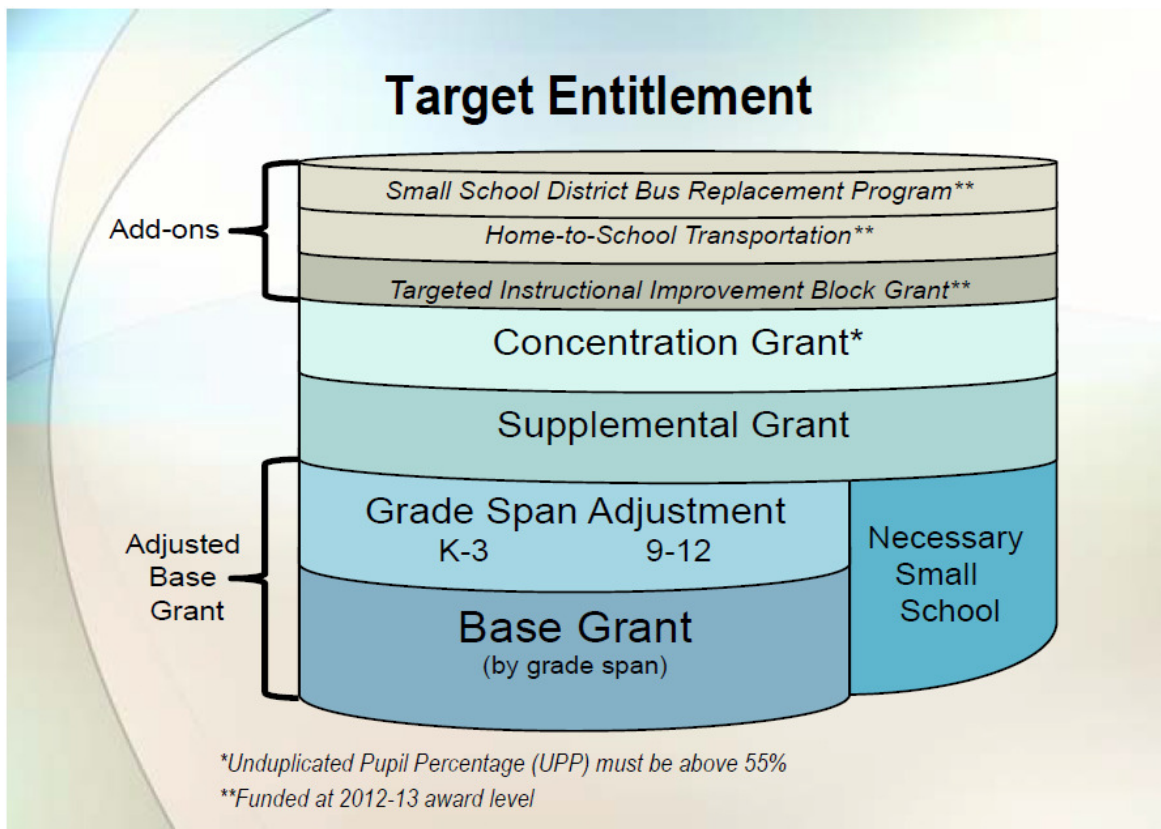 Target Entitlement
Add-ons
Small School District Bus Replacement Program**
Home-to-School Transportation**
Targeted Instructional Improvement Block Grant**
Concentration Grant*
Supplemental Grant
Adjusted
Base
Grant
Grade Span Adjustment
K-3 9-12
Base Grant
(by grade span)
Necessary
Small
School
*Unduplicated Pupil Percentage (UPP) must be above 55%
**Funded at 2012-13 award level